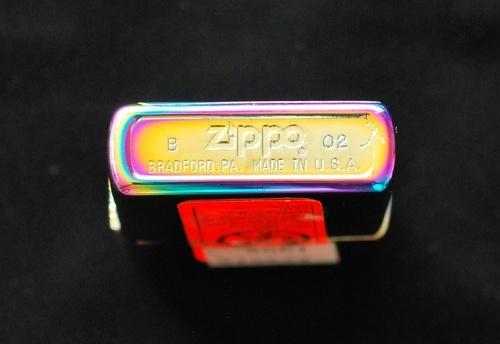 B Zippo 02
BRADFORD, PA. MADE IN U.S.A.